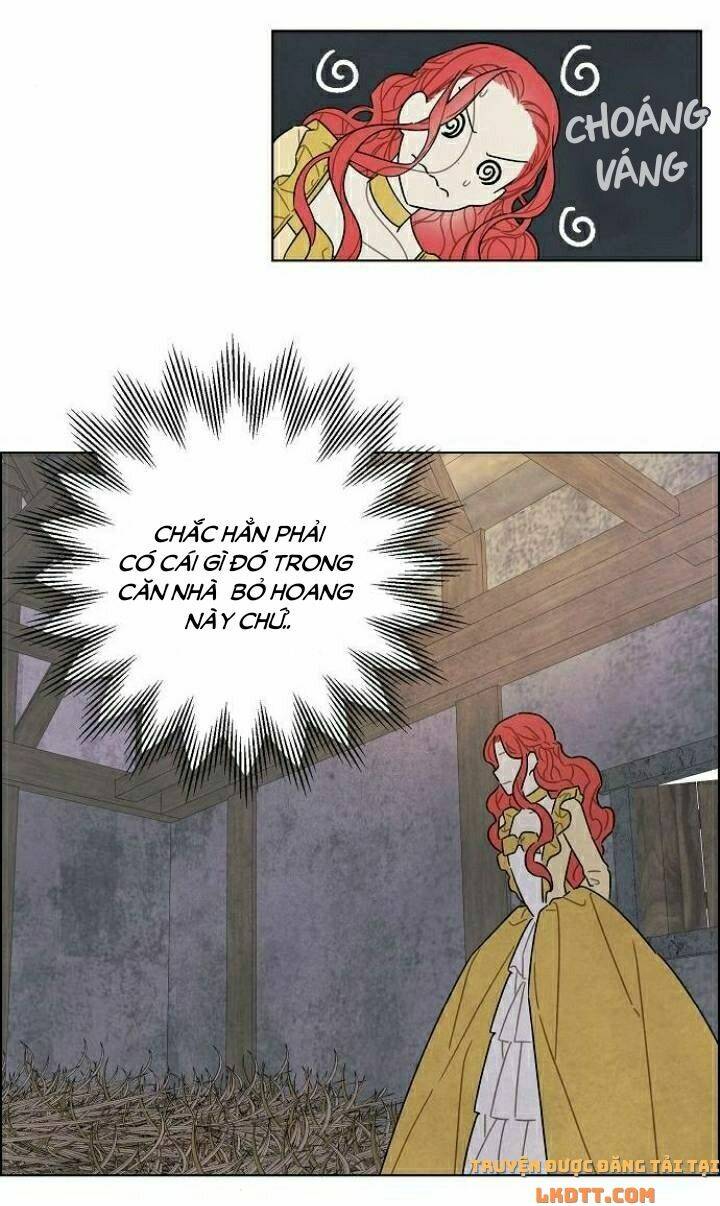 CHOÁNG
VÁNG
CHẮC HẲN PHẢI
CÓ CÁI GÌ ĐÓ TRONG
CĂN NHÀ BỎ HOANG
NÀY CHỨ..
TRUYỆN ĐƯỢC ĐĂNG TẢI TẠI
LKDTT.COM